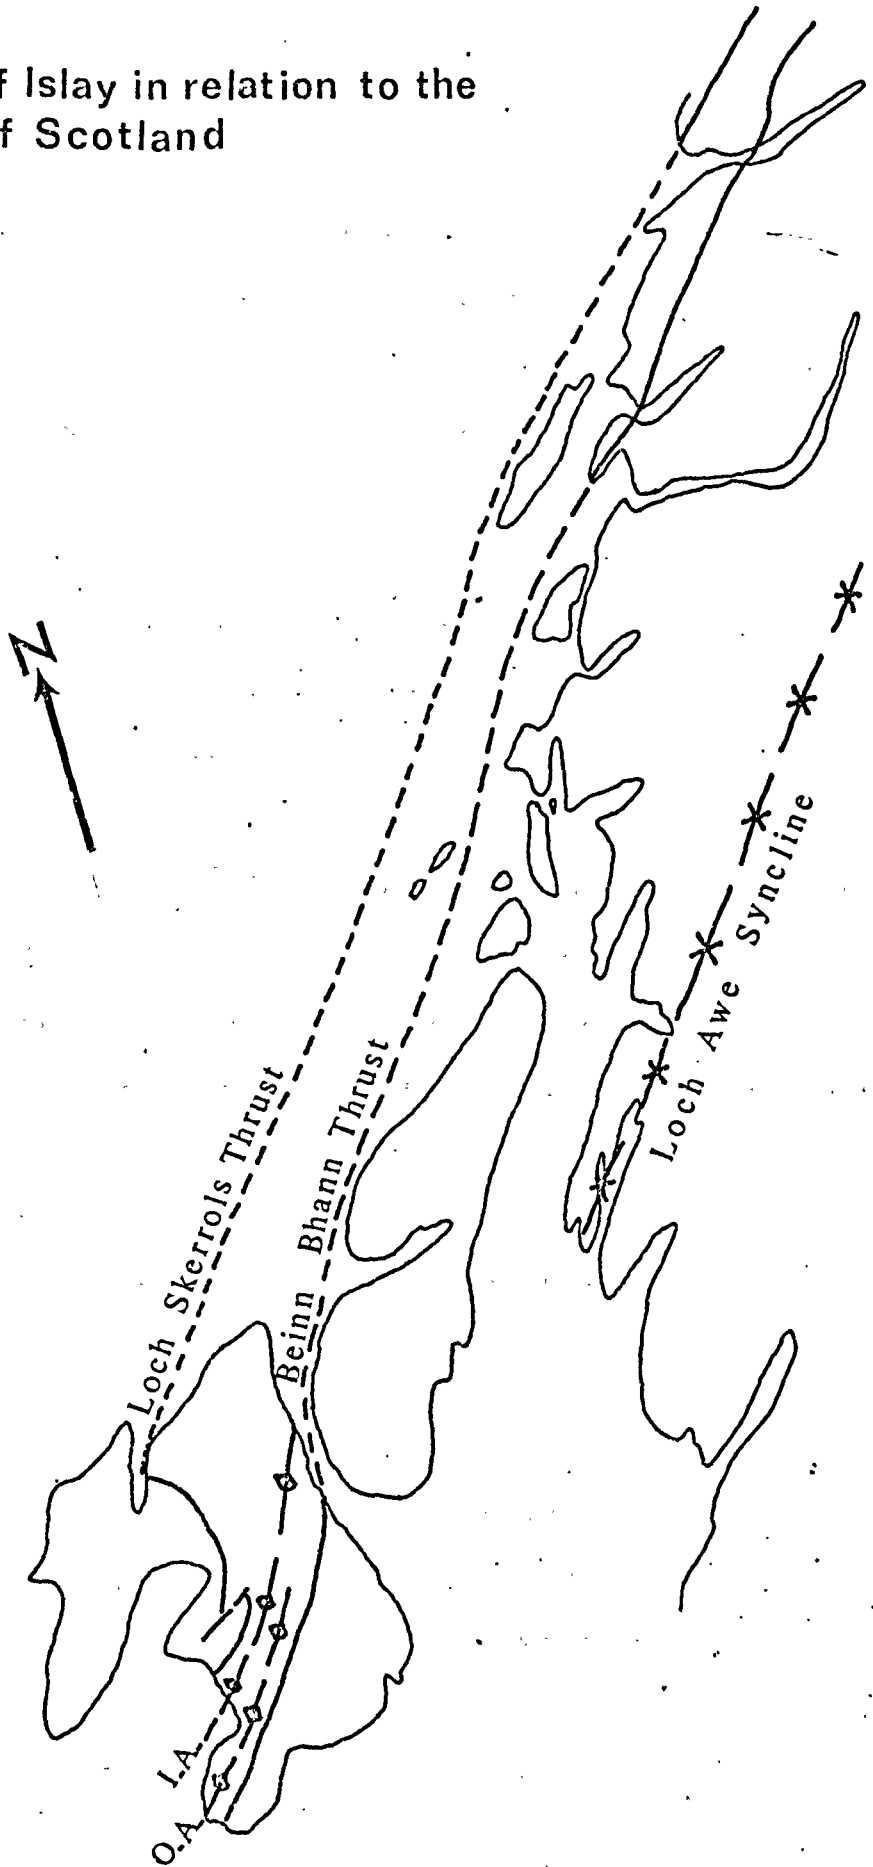 f Islay in relation to the
f Scotland
N
Loch Awe Syncline
Loch Skerrols Thrust
Beinn Bhann Thrust
I.A.
O.A.